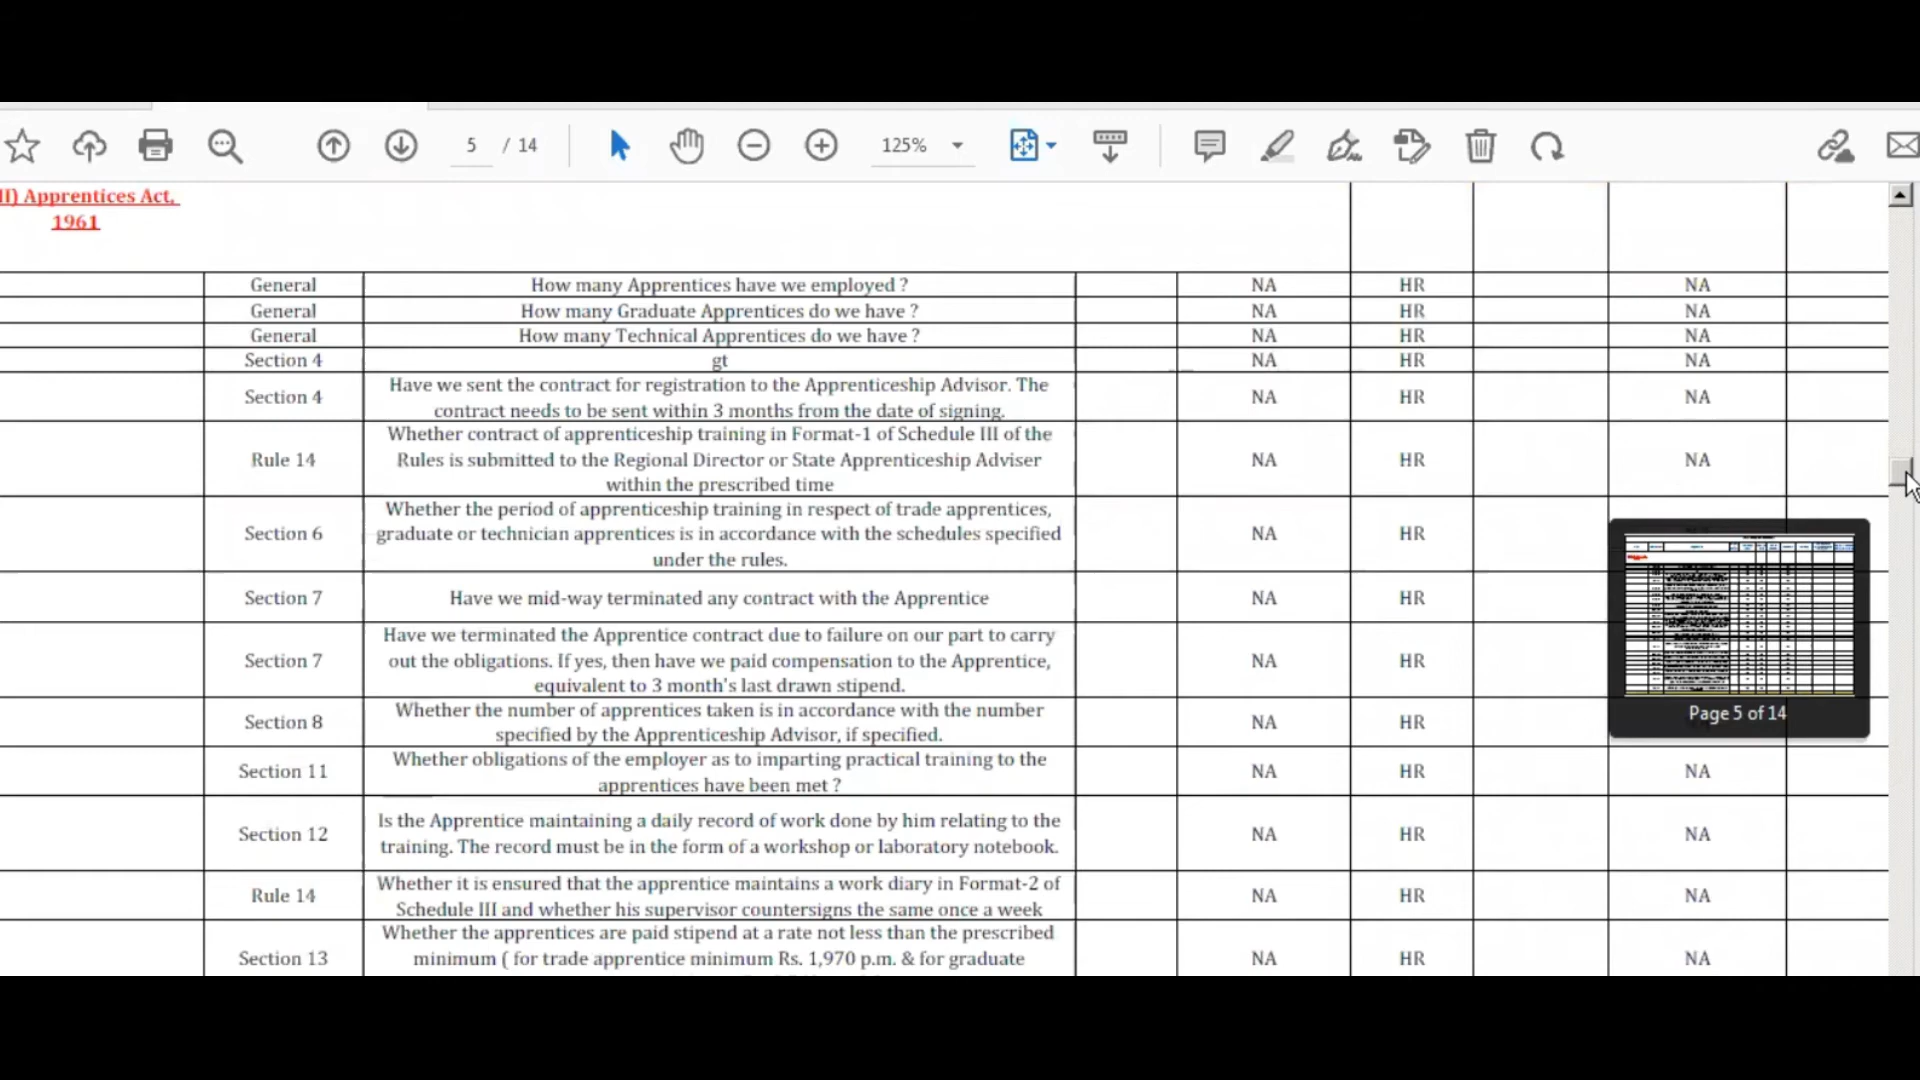 5 / 14
125%
II) Apprentices Act,
1961
General How many Apprentices have we employed ? NA HR NA
General How many Graduate Apprentices do we have ? NA HR NA
General How many Technical Apprentices do we have ? NA HR NA
Section 4 gt NA HR NA
Section 4 Have we sent the contract for registration to the Apprenticeship Advisor. The
contract needs to be sent within 3 months from the date of signing. NA HR NA
Rule 14 Whether contract of apprenticeship training in Format-1 of Schedule III of the
Rules is submitted to the Regional Director or State Apprenticeship Adviser
within the prescribed time NA HR NA
Section 6 Whether the period of apprenticeship training in respect of trade apprentices,
graduate or technician apprentices is in accordance with the schedules specified
under the rules. NA HR
Section 7 Have we mid-way terminated any contract with the Apprentice NA HR
Section 7 Have we terminated the Apprentice contract due to failure on our part to carry
out the obligations. If yes, then have we paid compensation to the Apprentice,
equivalent to 3 month's last drawn stipend. NA HR
Section 8 Whether the number of apprentices taken is in accordance with the number
specified by the Apprenticeship Advisor, if specified. NA HR
Page 5 of 14
Section 11 Whether obligations of the employer as to imparting practical training to the
apprentices have been met ? NA HR NA
Section 12 Is the Apprentice maintaining a daily record of work done by him relating to the
training. The record must be in the form of a workshop or laboratory notebook. NA HR NA
Rule 14 Whether it is ensured that the apprentice maintains a work diary in Format-2 of
Schedule III and whether his supervisor countersigns the same once a week NA HR NA
Section 13 Whether the apprentices are paid stipend at a rate not less than the prescribed
minimum ( for trade apprentice minimum Rs. 1,970 p.m. & for graduate NA HR NA